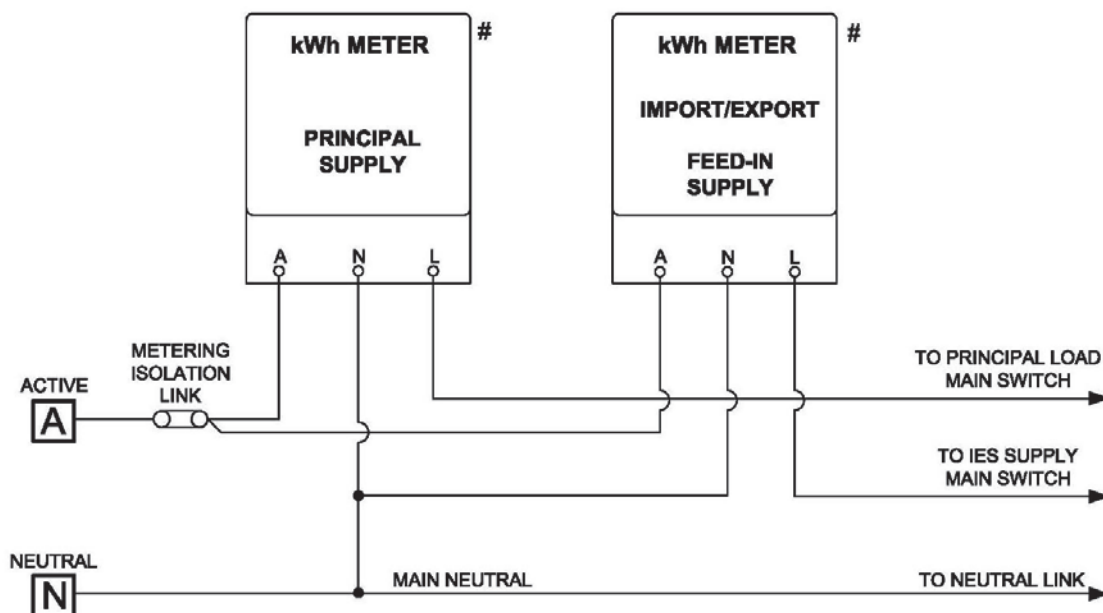 kWh METER
#
PRINCIPAL
SUPPLY
A
N
L
kWh METER
#
IMPORT/EXPORT
FEED-IN
SUPPLY
A
N
L
METERING
ISOLATION
LINK
ACTIVE
A
TO PRINCIPAL LOAD
MAIN SWITCH
TO IES SUPPLY
MAIN SWITCH
NEUTRAL
N
MAIN NEUTRAL
TO NEUTRAL LINK